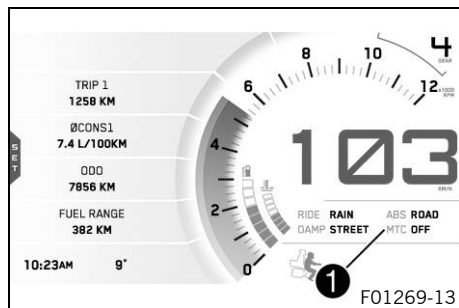 4
GEAR
8
10
6
12
x1000
RPM
TRIP 1
1258 KM
ØCONS1
7.4 L/100KM
4
103
KM/H
SET
ODO
7856 KM
2
FUEL RANGE
382 KM
RIDE RAIN ABS ROAD
DAMP STREET MTC OFF
10:23AM 9°
0
1
F01269-13